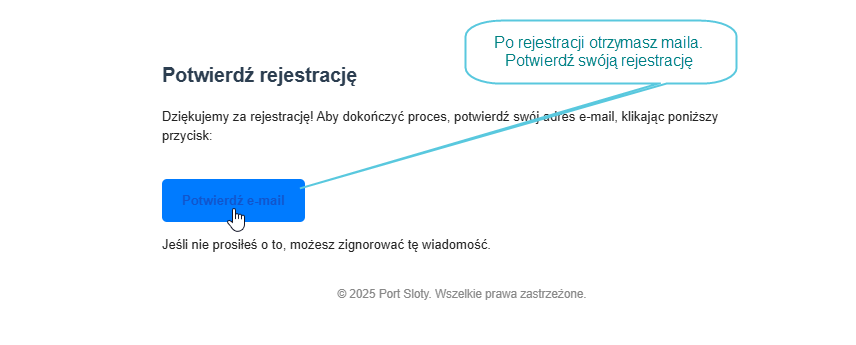 Po rejestracji otrzymasz maila.
Potwierdź swóją rejestrację
Potwierdź rejestrację
Dziękujemy za rejestrację! Aby dokończyć proces, potwierdź swój adres e-mail, klikając poniższy
przycisk:
Potwierdź e-mail
Jeśli nie prosiłeś o to, możesz zignorować tę wiadomość.
© 2025 Port Sloty. Wszelkie prawa zastrzeżone.